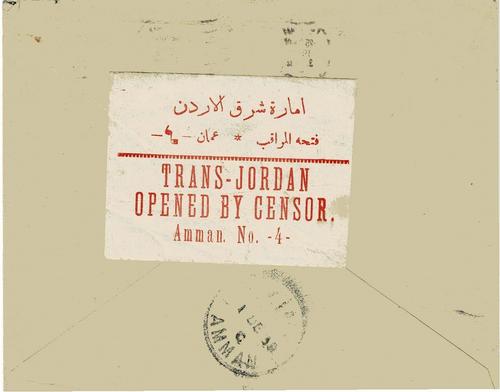 امارة شرق الاردن
فتحه المراقب * عمان - ٤ -
TRANS-JORDAN
OPENED BY CENSOR.
Amman. No. -4-
AMMAN